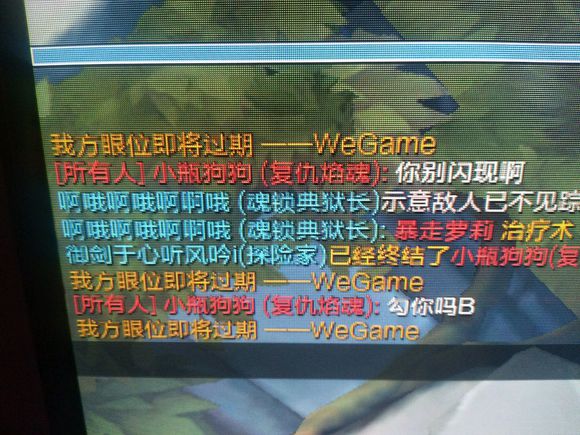 我方眼位即将过期 ——WeGame
[所有人] 小瓶狗狗 (复仇焰魂): 你别闪现啊
啊哦啊哦啊啊哦 (魂锁典狱长)示意敌人已不见踪
啊哦啊哦啊啊哦 (魂锁典狱长): 暴走萝莉 治疗术
御剑于心听风吟i(探险家)已经终结了小瓶狗狗(复
我方眼位即将过期 ——WeGame
[所有人] 小瓶狗狗 (复仇焰魂): 勾你吗B
我方眼位即将过期 ——WeGame